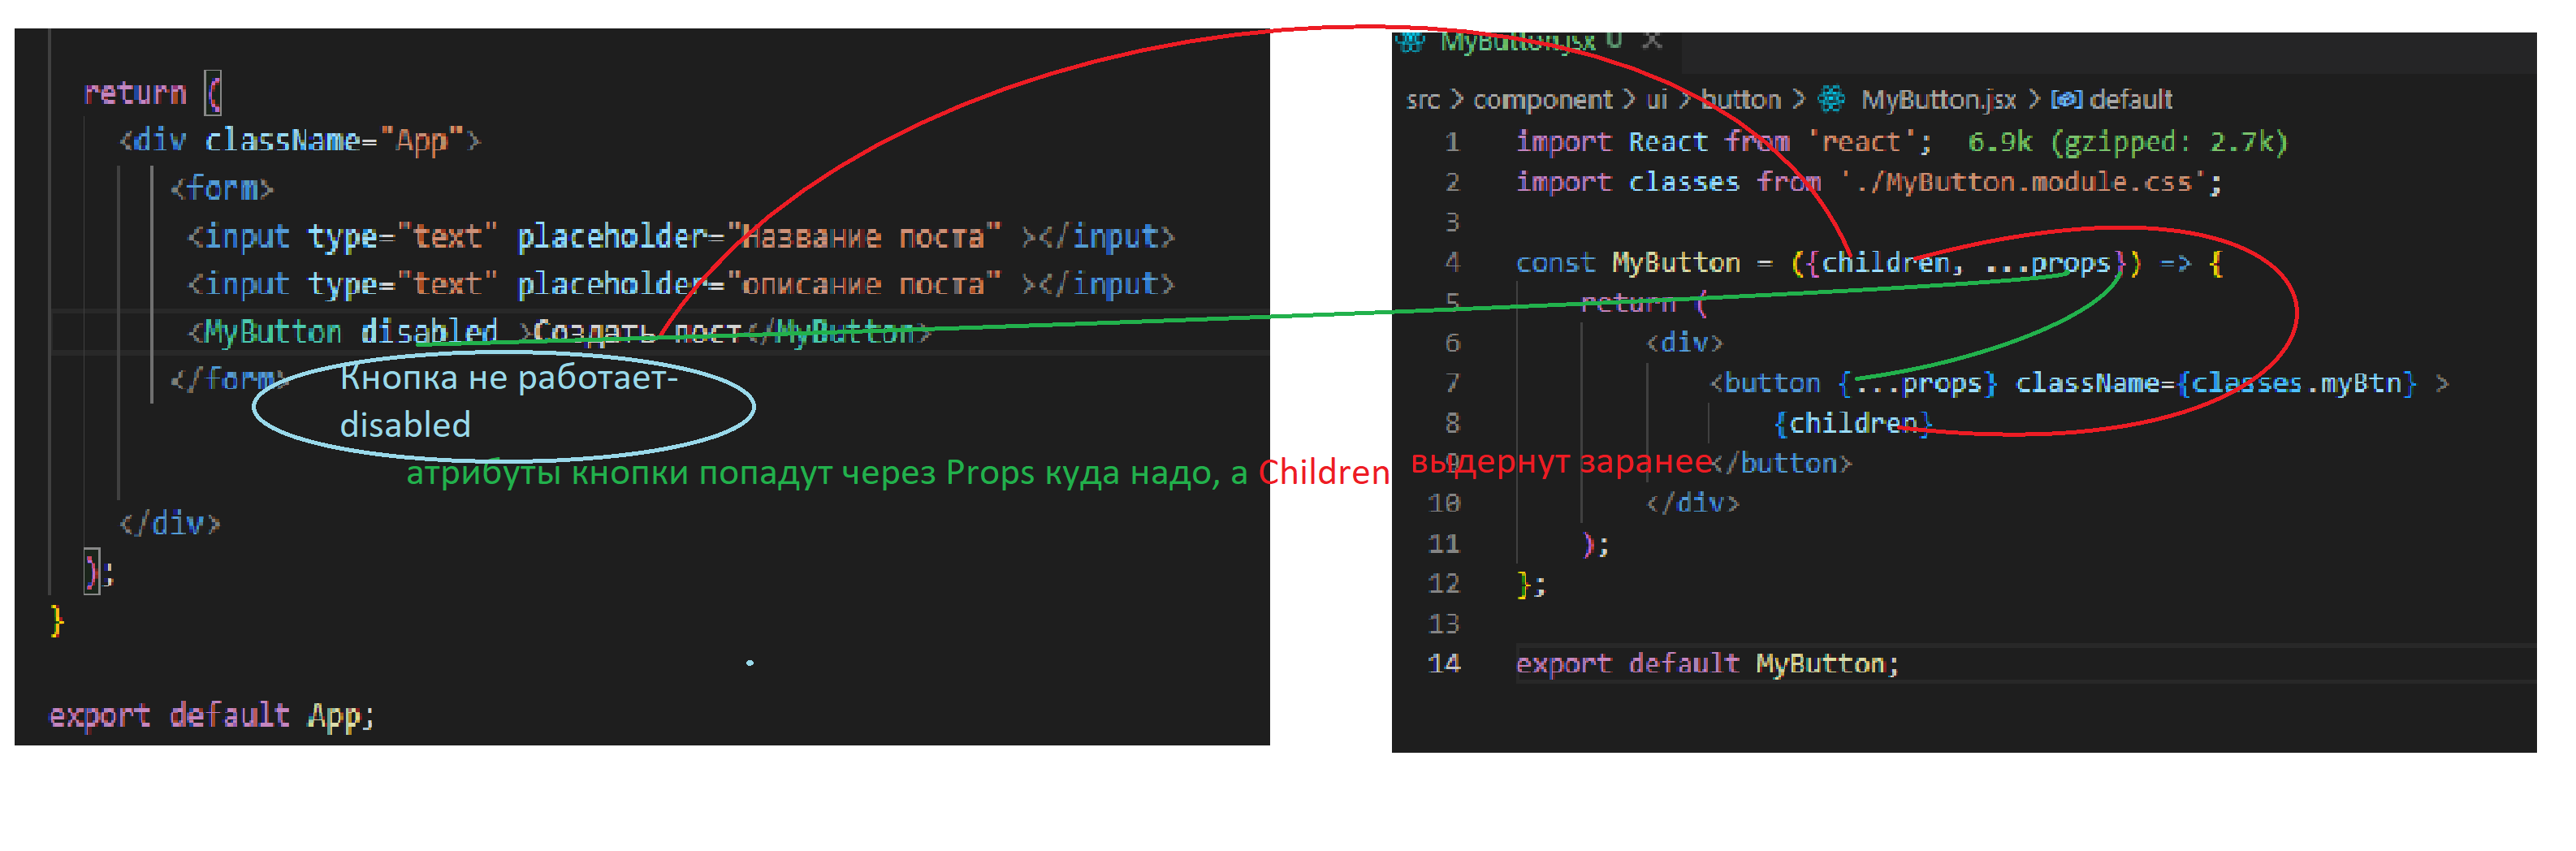 return (
<div className="App">
<form>
<input type="text" placeholder="Название поста" ></input>
<input type="text" placeholder="описание поста" ></input>
<MyButton disabled >Создать пост</MyButton>
</form>
Кнопка не работает-
disabled
атрибуты кнопки попадут через Props куда надо, а Children выдернут заранее
</div>
);
}
export default App;
MyButton.jsx U X
src > component > ui > button > MyButton.jsx > default
1 import React from 'react'; 6.9k (gzipped: 2.7k)
2 import classes from './MyButton.module.css';
3
4 const MyButton = ({children, ...props}) => {
5 return (
6 <div>
7 <button {...props} className={classes.myBtn} >
8 {children}
9 </button>
10 </div>
11 );
12 };
13
14 export default MyButton;